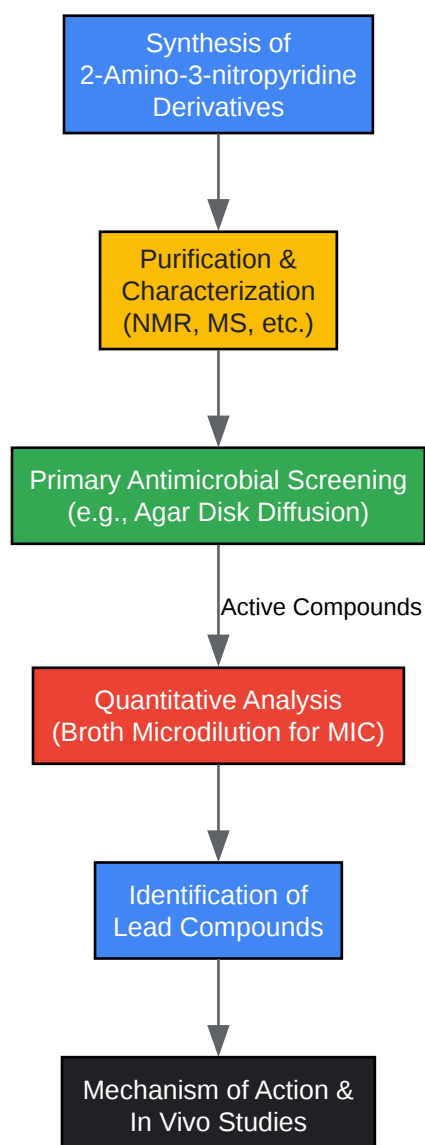 Synthesis of
2-Amino-3-nitropyridine
Derivatives
Purification &
Characterization
(NMR, MS, etc.)
Primary Antimicrobial Screening
(e.g., Agar Disk Diffusion)
Active Compounds
Quantitative Analysis
(Broth Microdilution for MIC)
Identification of
Lead Compounds
Mechanism of Action &
In Vivo Studies